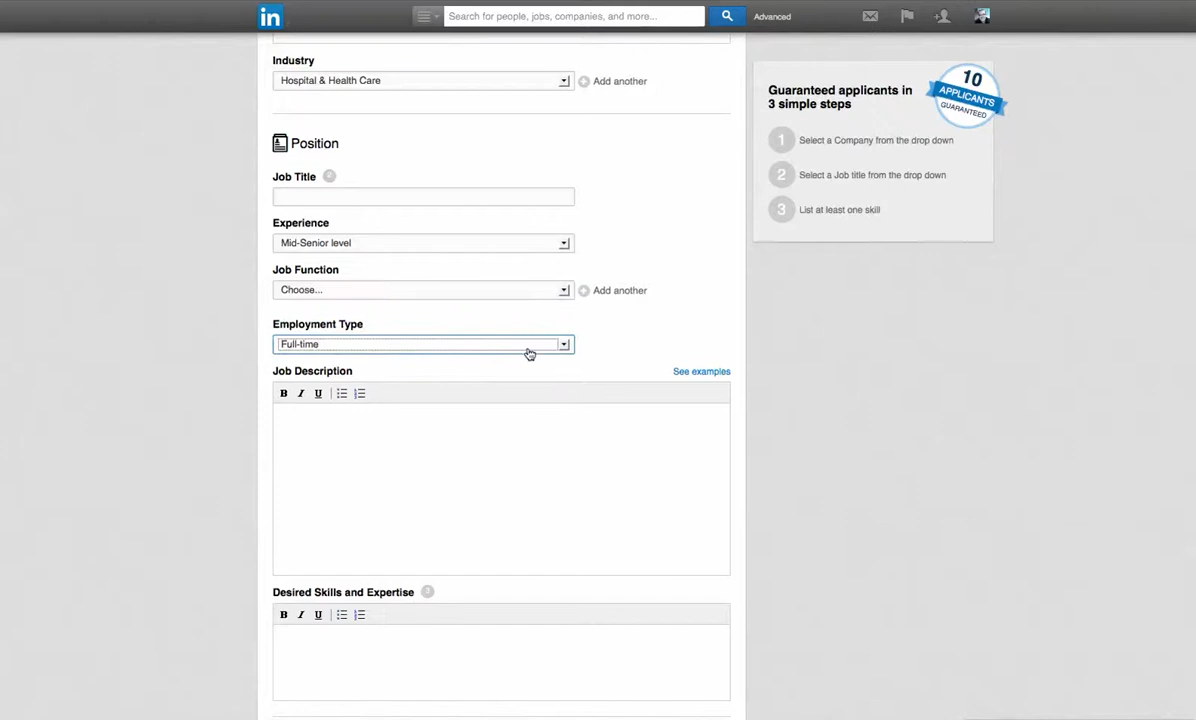 in
Search for people, jobs, companies, and more...
Advanced
Industry
Hospital & Health Care
Add another
Position
Job Title
Experience
Mid-Senior level
Job Function
Choose...
Add another
Employment Type
Full-time
Job Description
See examples
B I U
Desired Skills and Expertise
B I U
Guaranteed applicants in
3 simple steps
10
APPLICANTS
GUARANTEED
1 Select a Company from the drop down
2 Select a Job title from the drop down
3 List at least one skill